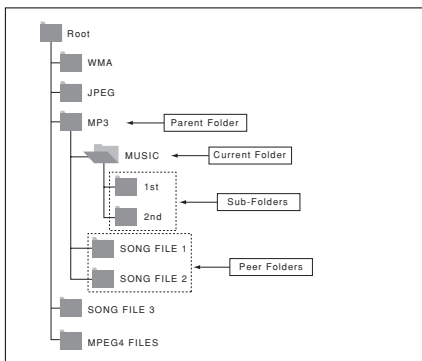 Root
WMA
JPEG
MP3
Parent Folder
MUSIC
Current Folder
1st
2nd
Sub-Folders
SONG FILE 1
SONG FILE 2
Peer Folders
SONG FILE 3
MPEG4 FILES